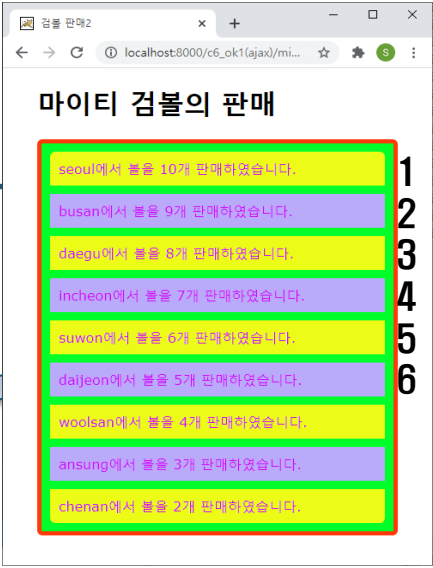 검볼 판매2
localhost:8000/c6_ok1(ajax)/mi...
S
마이티 검볼의 판매
seoul에서 볼을 10개 판매하였습니다. 1
busan에서 볼을 9개 판매하였습니다. 2
daegu에서 볼을 8개 판매하였습니다. 3
incheon에서 볼을 7개 판매하였습니다. 4
suwon에서 볼을 6개 판매하였습니다. 5
daijeon에서 볼을 5개 판매하였습니다. 6
woolsan에서 볼을 4개 판매하였습니다.
ansung에서 볼을 3개 판매하였습니다.
chenan에서 볼을 2개 판매하였습니다.